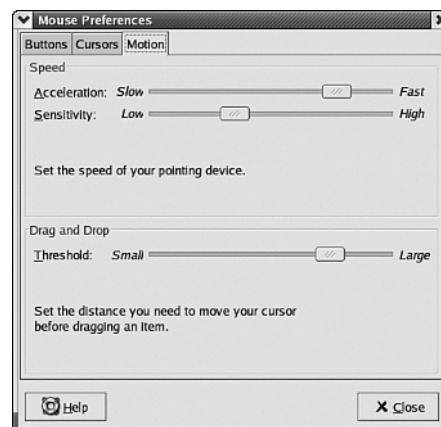 Mouse Preferences
Buttons Cursors Motion
Speed
Acceleration: Slow Fast
Sensitivity: Low High
Set the speed of your pointing device.
Drag and Drop
Threshold: Small Large
Set the distance you need to move your cursor
before dragging an item.
Help Close